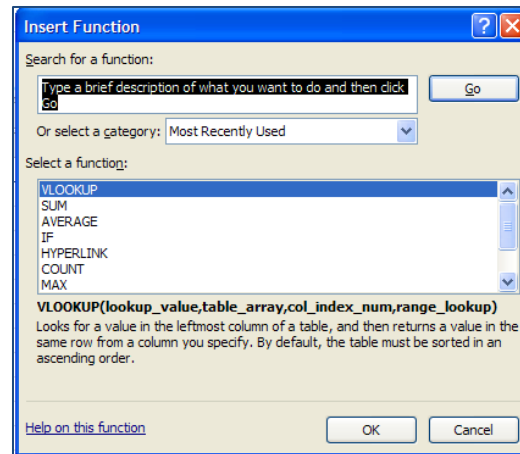 Insert Function
Search for a function:
Type a brief description of what you want to do and then click
Go
Go
Or select a category: Most Recently Used
Select a function:
VLOOKUP
SUM
AVERAGE
IF
HYPERLINK
COUNT
MAX
VLOOKUP(lookup_value,table_array,col_index_num,range_lookup)
Looks for a value in the leftmost column of a table, and then returns a value in the
same row from a column you specify. By default, the table must be sorted in an
ascending order.
Help on this function
OK
Cancel